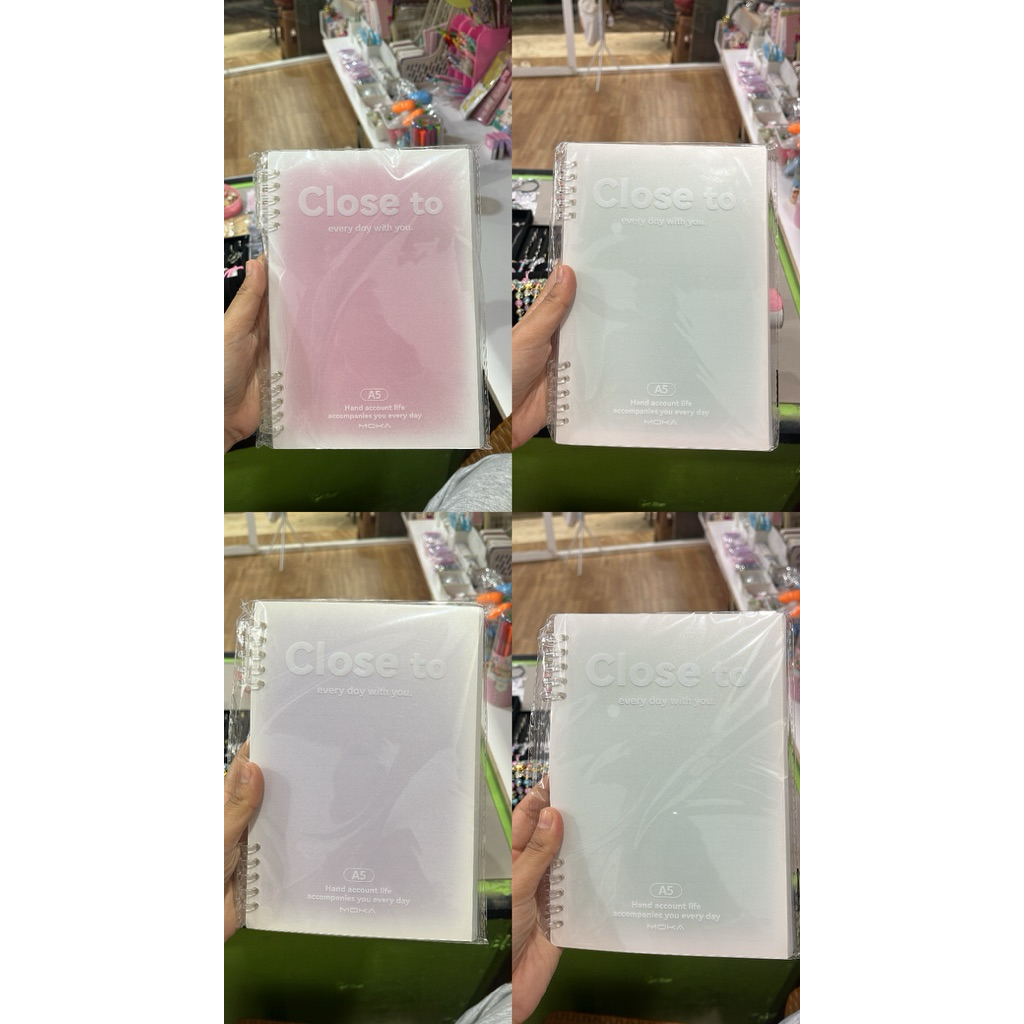 Close to
every day with you.
A5
Hand account life
accompanies you every day
MOKA
Close to
every day with you.
A5
Hand account life
accompanies you every day
MOKA
Close to
every day with you.
A5
Hand account life
accompanies you every day
MOKA
Close to
every day with you.
A5
Hand account life
accompanies you every day
MOKA